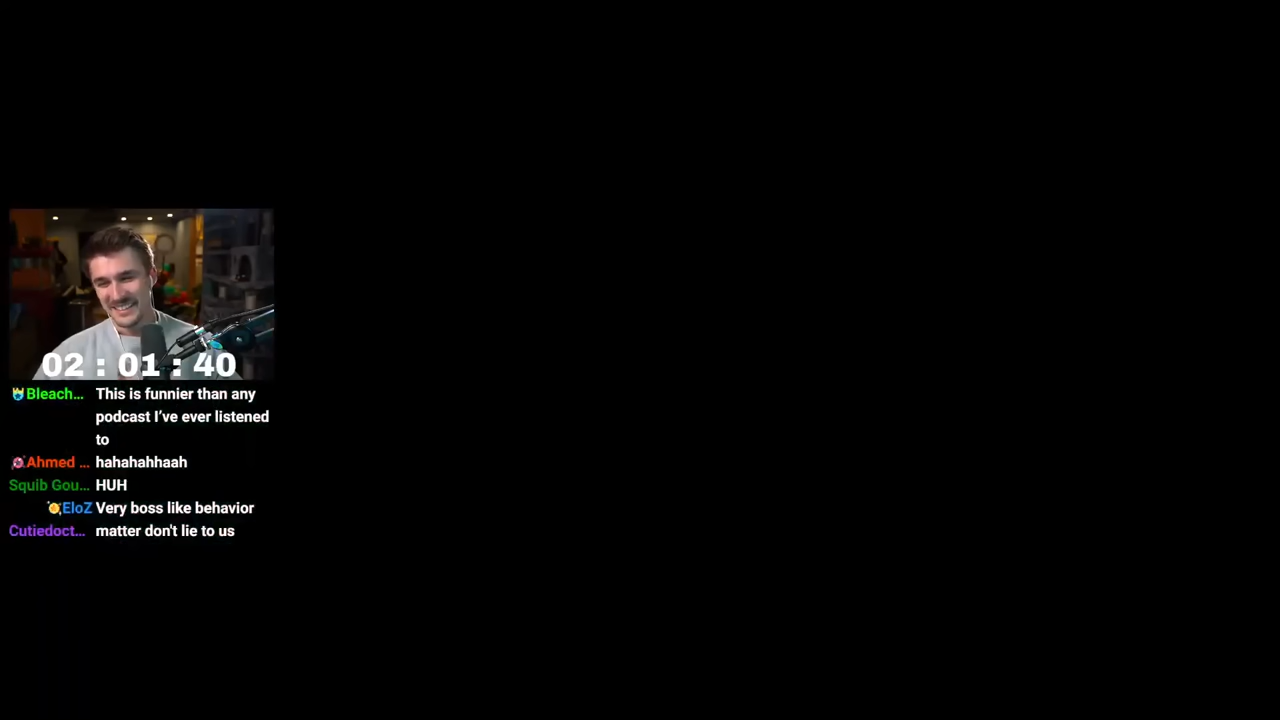 02 : 01 : 40
Bleach… This is funnier than any
podcast I’ve ever listened
to
Ahmed … hahahahhaah
Squib Gou… HUH
EloZ Very boss like behavior
Cutiedoct… matter don't lie to us